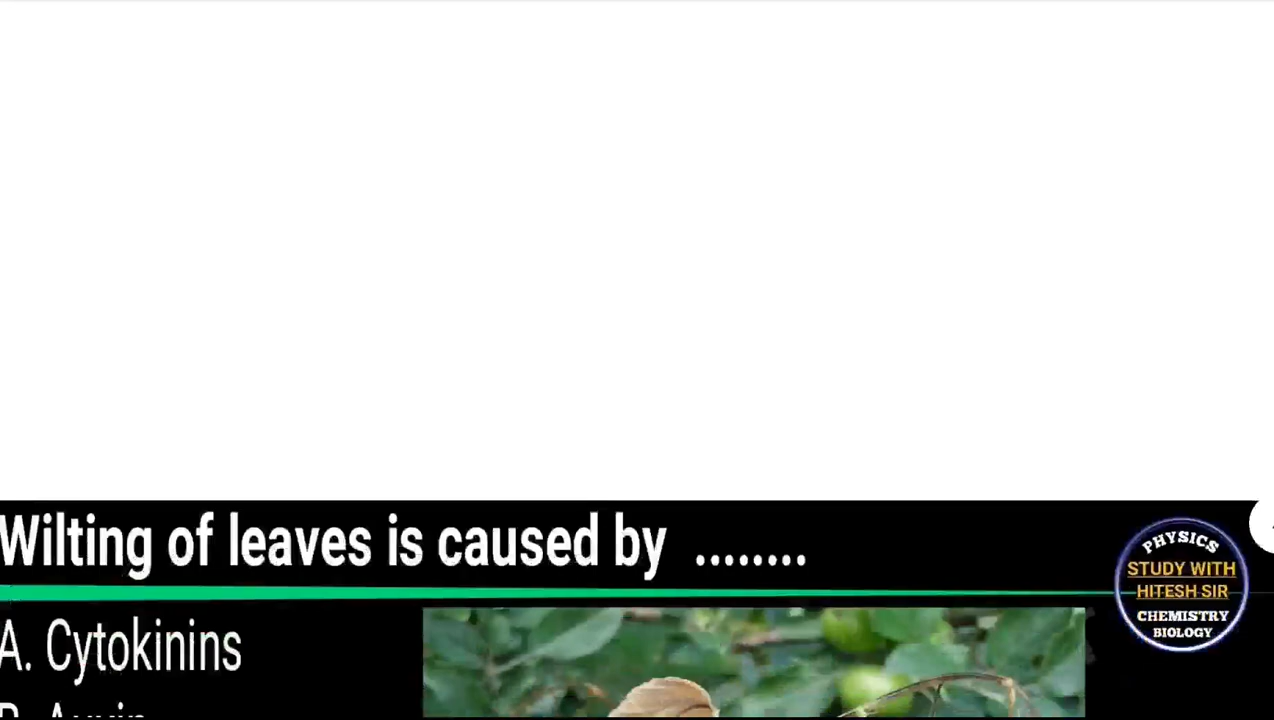 Wilting of leaves is caused by ........
A. Cytokinins
PHYSICS
STUDY WITH
HITESH SIR
CHEMISTRY
BIOLOGY